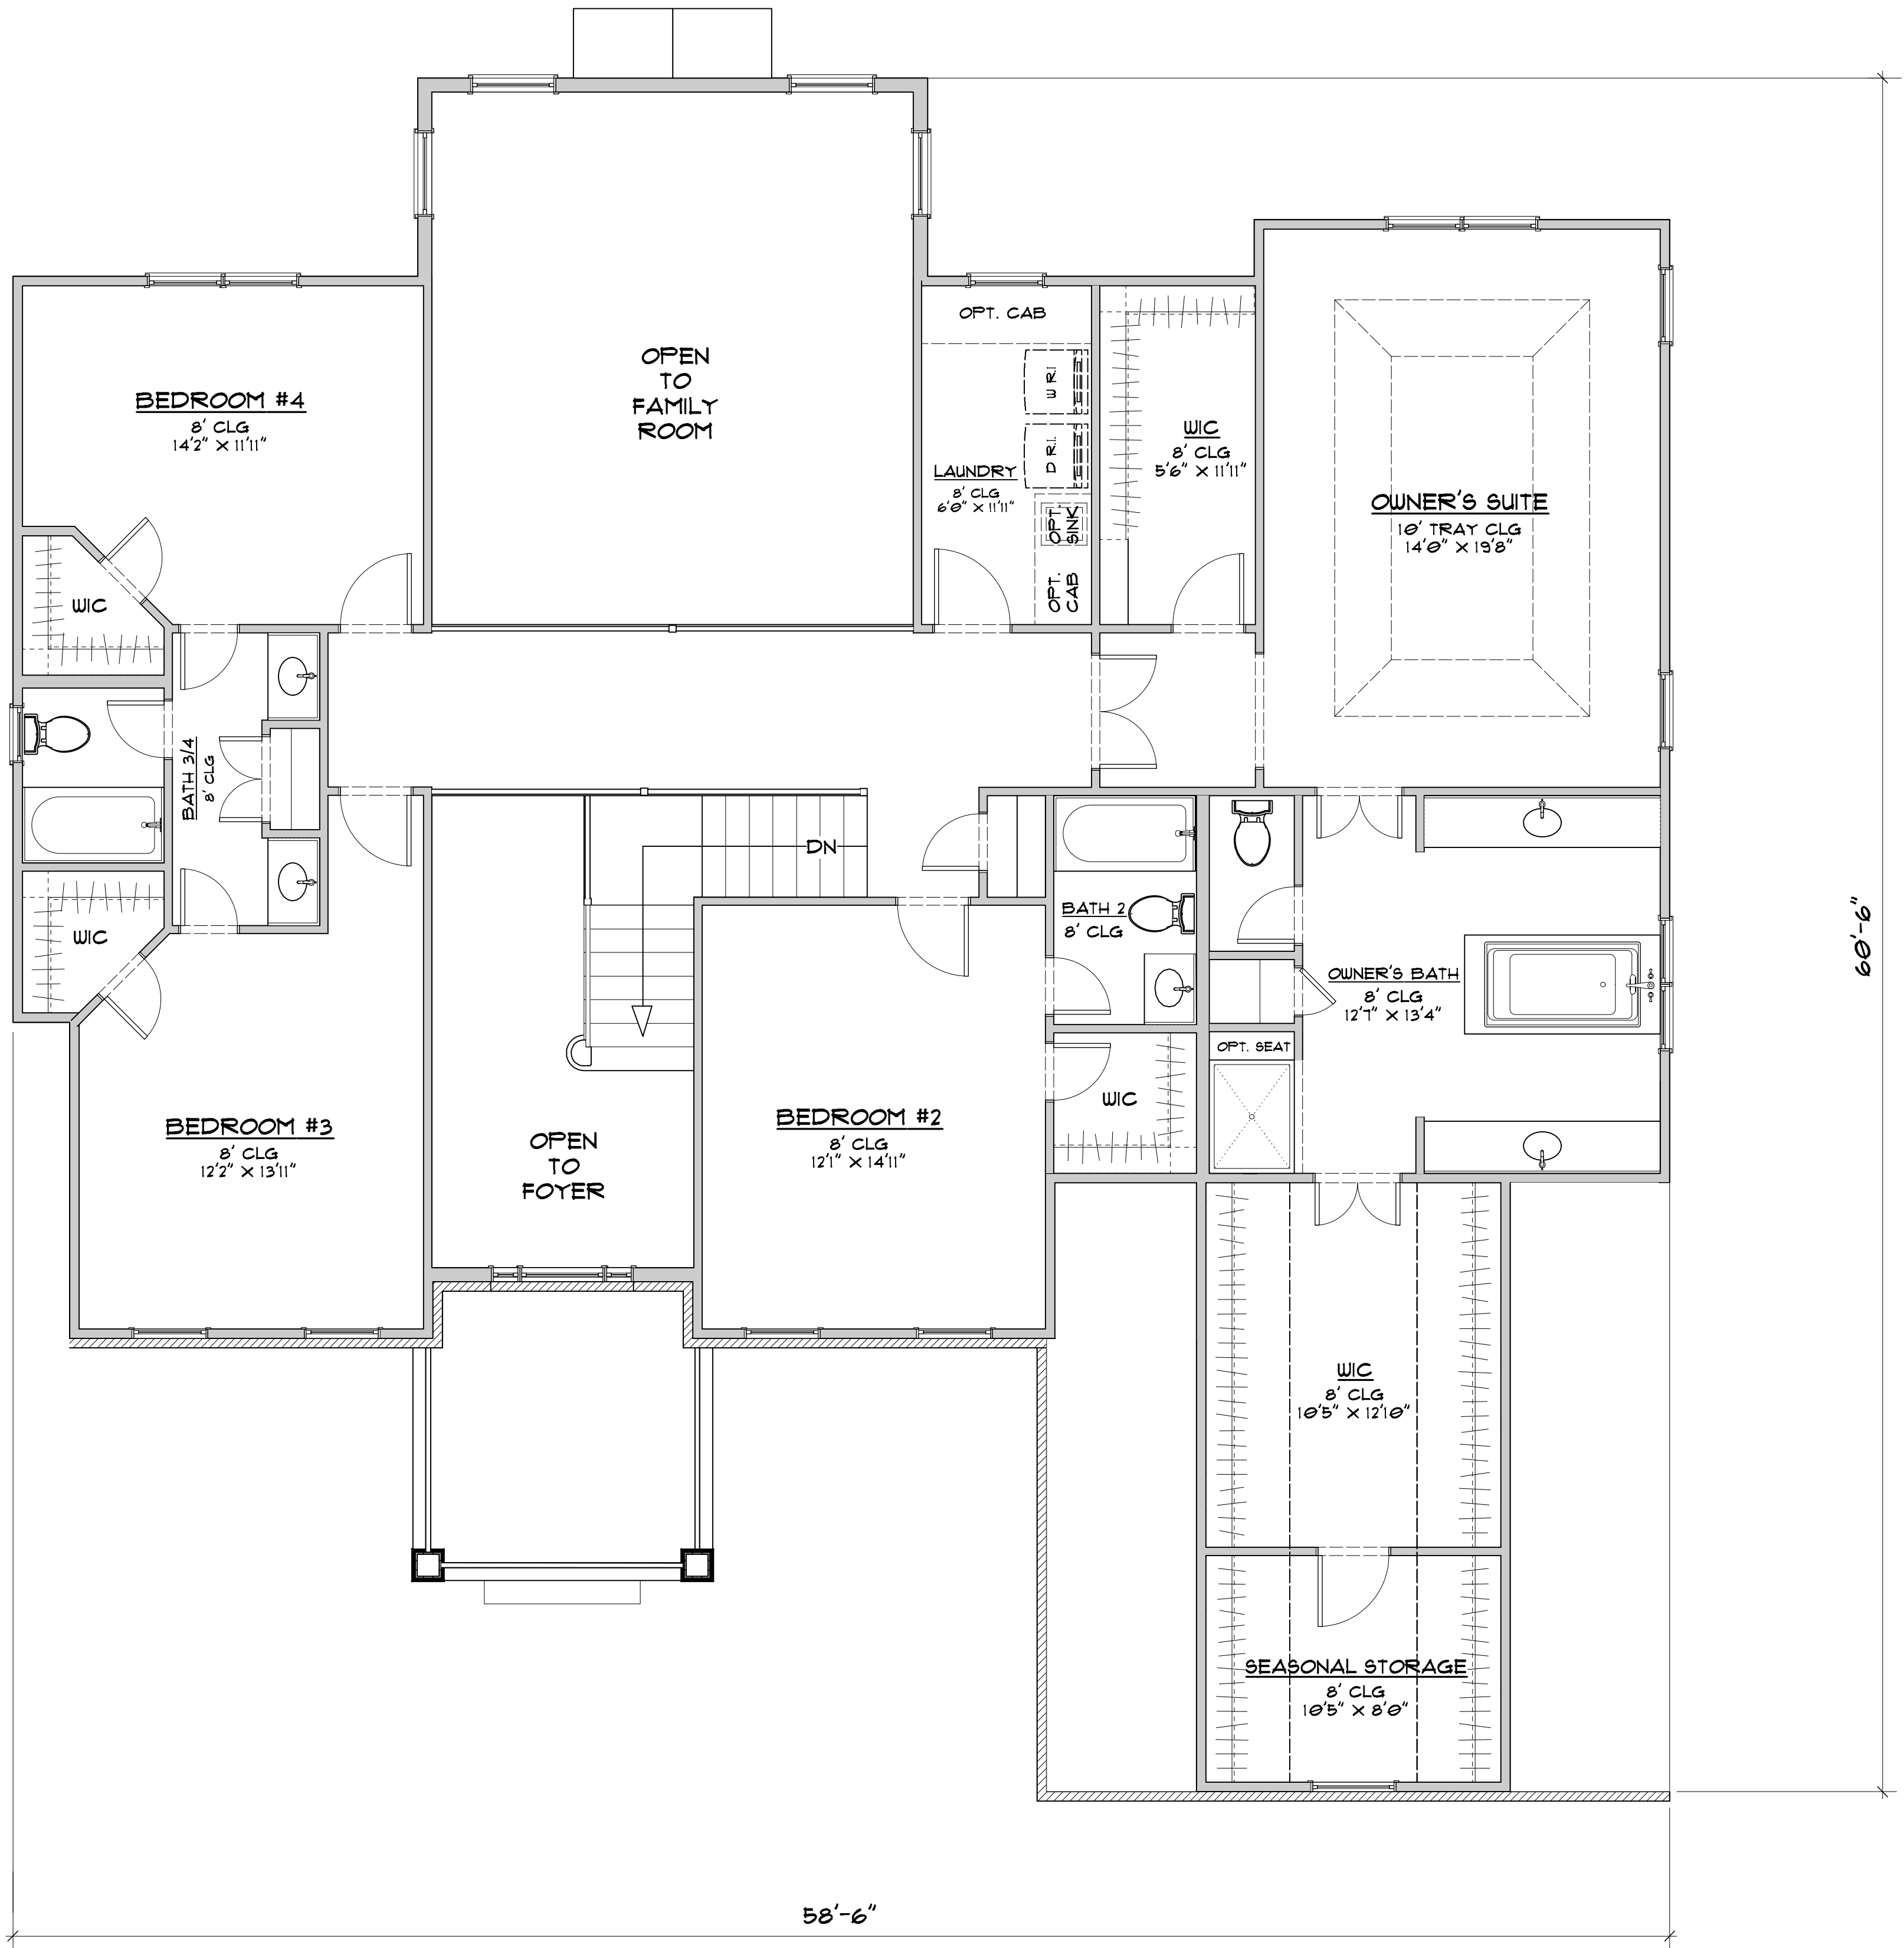 OPT. CAB
OPEN
TO
FAMILY
ROOM
BEDROOM #4
8' CLG
14'2" X 11'11"
W R.I.
D R.I.
LAUNDRY
8' CLG
6'0" X 11'11"
OPT.
SINK
OPT.
CAB
WIC
8' CLG
5'6" X 11'11"
OWNER'S SUITE
10' TRAY CLG
14'0" X 19'8"
WIC
BATH 3/4
8' CLG
WIC
DN
BATH 2
8' CLG
OWNER'S BATH
8' CLG
12'7" X 13'4"
60'-6"
OPT. SEAT
WIC
BEDROOM #3
8' CLG
12'2" X 13'11"
OPEN
TO
FOYER
BEDROOM #2
8' CLG
12'1" X 14'11"
WIC
8' CLG
10'5" X 12'10"
SEASONAL STORAGE
8' CLG
10'5" X 8'0"
58'-6"